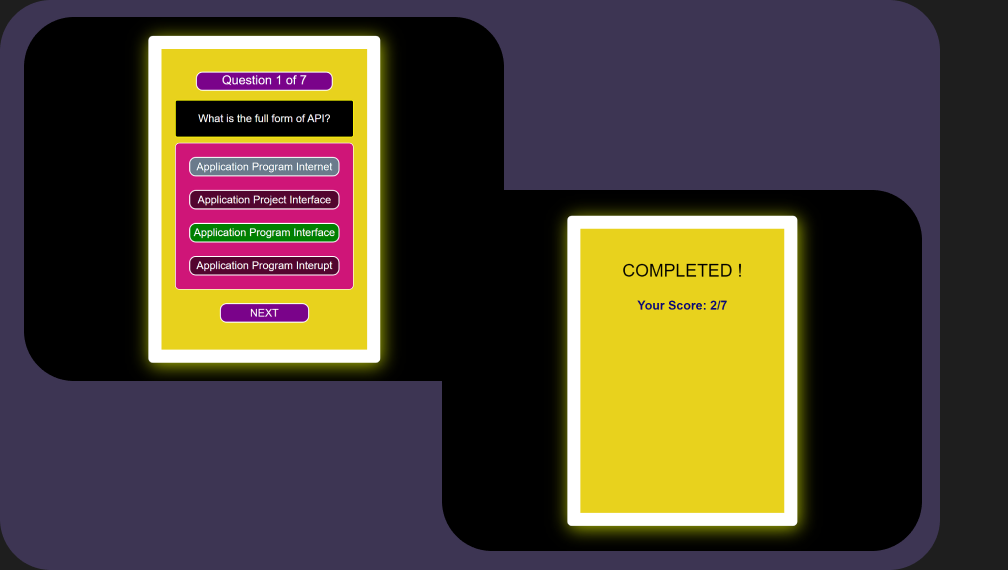 Question 1 of 7
What is the full form of API?
Application Program Internet
Application Project Interface
Application Program Interface
Application Program Interupt
NEXT
COMPLETED !
Your Score: 2/7